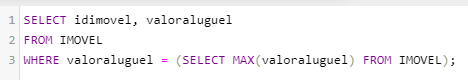 1 SELECT idimovel, valoraluguel
2 FROM IMOVEL
3 WHERE valoraluguel = (SELECT MAX(valoraluguel) FROM IMOVEL);